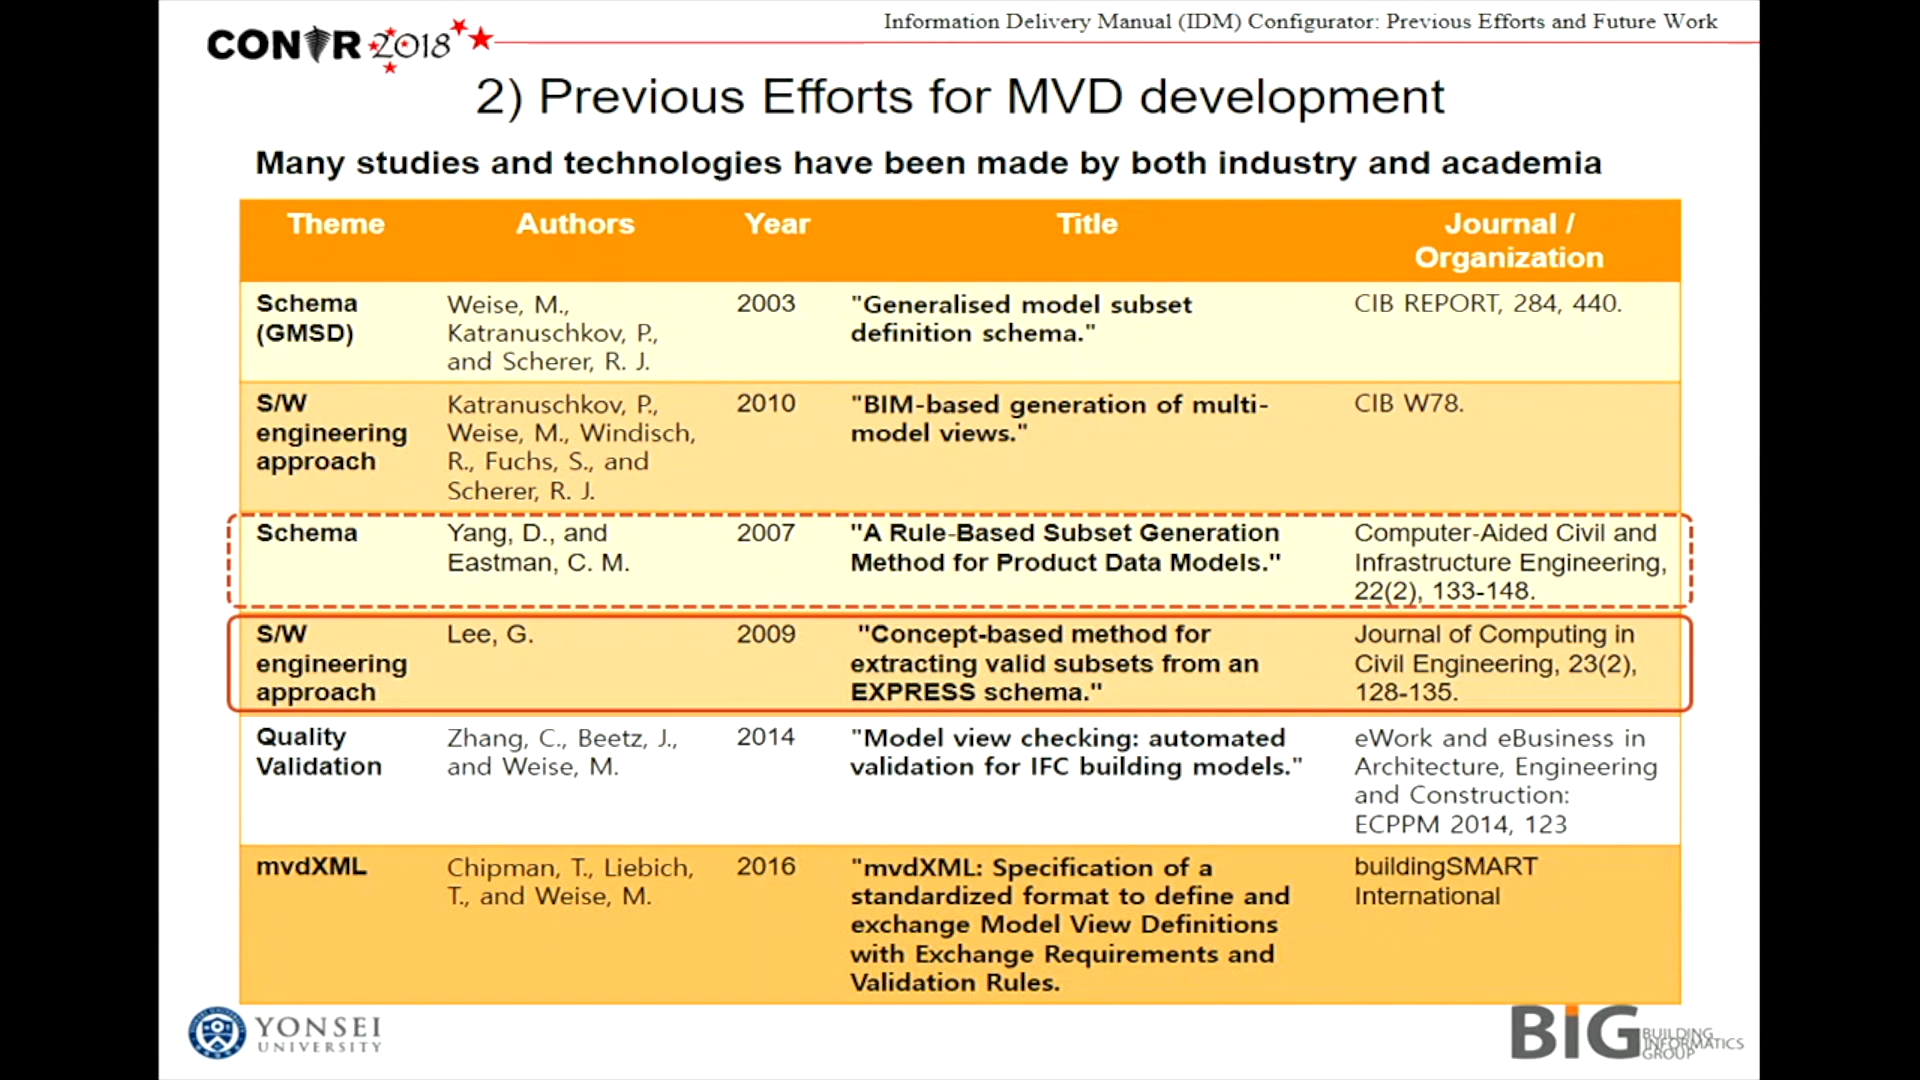 Information Delivery Manual (IDM) Configurator: Previous Efforts and Future Work
CONVR 2018
2) Previous Efforts for MVD development
Many studies and technologies have been made by both industry and academia
Theme Authors Year Title Journal /
Organization
Schema
(GMSD)
Weise, M.,
Katranuschkov, P.,
and Scherer, R. J.
2003
"Generalised model subset
definition schema."
CIB REPORT, 284, 440.
S/W
engineering
approach
Katranuschkov, P.,
Weise, M., Windisch,
R., Fuchs, S., and
Scherer, R. J.
2010
"BIM-based generation of multi-
model views."
CIB W78.
Schema
Yang, D., and
Eastman, C. M.
2007
"A Rule-Based Subset Generation
Method for Product Data Models."
Computer-Aided Civil and
Infrastructure Engineering,
22(2), 133-148.
S/W
engineering
approach
Lee, G.
2009
"Concept-based method for
extracting valid subsets from an
EXPRESS schema."
Journal of Computing in
Civil Engineering, 23(2),
128-135.
Quality
Validation
Zhang, C., Beetz, J.,
and Weise, M.
2014
"Model view checking: automated
validation for IFC building models."
eWork and eBusiness in
Architecture, Engineering
and Construction:
ECPPM 2014, 123
mvdXML
Chipman, T., Liebich,
T., and Weise, M.
2016
"mvdXML: Specification of a
standardized format to define and
exchange Model View Definitions
with Exchange Requirements and
Validation Rules.
buildingSMART
International
YONSEI
UNIVERSITY
BIG
BUILDING
INFORMATICS
GROUP